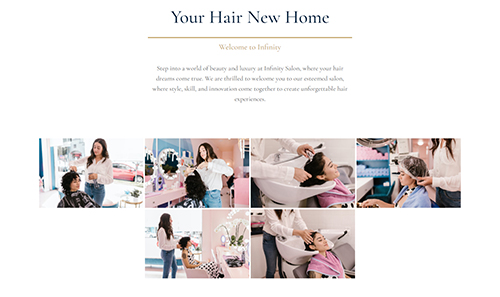 Your Hair New Home
Welcome to Infinity
Step into a world of beauty and luxury at Infinity Salon, where your hair
dreams come true. We are thrilled to welcome you to our esteemed salon,
where style, skill, and innovation come together to create unforgettable hair
experiences.